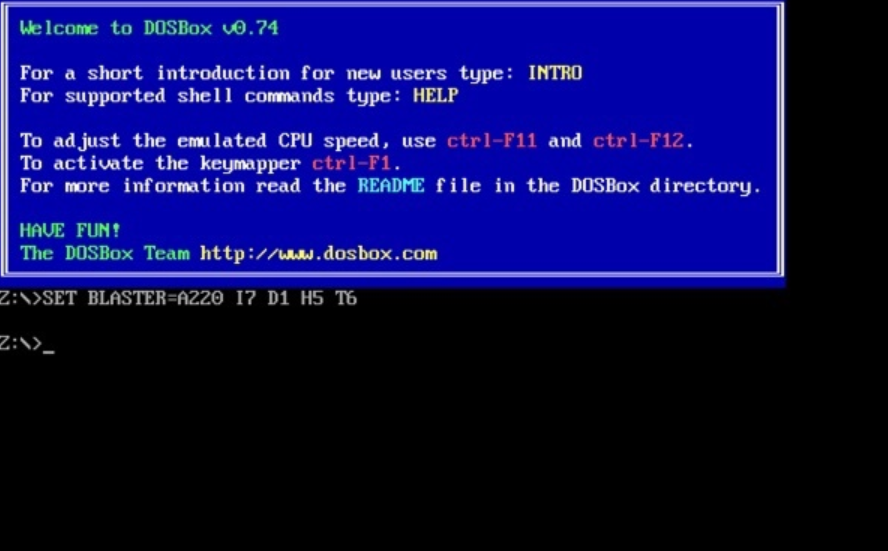 Welcome to DOSBox v0.74
For a short introduction for new users type: INTRO
For supported shell commands type: HELP
To adjust the emulated CPU speed, use ctrl-F11 and ctrl-F12.
To activate the keymapper ctrl-F1.
For more information read the README file in the DOSBox directory.
HAVE FUN!
The DOSBox Team http://www.dosbox.com
Z:\>SET BLASTER=A220 I7 D1 H5 T6
Z:\>_